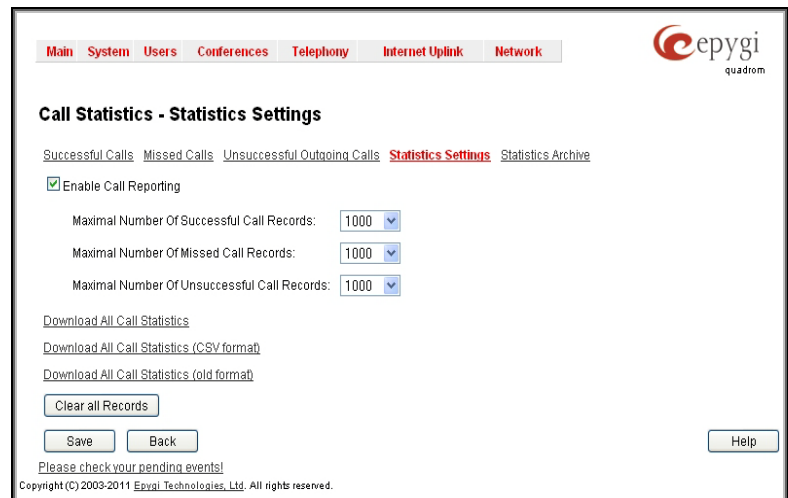 Main System Users Conferences Telephony Internet Uplink Network
epygi
quadrom
Call Statistics - Statistics Settings
Successful Calls Missed Calls Unsuccessful Outgoing Calls Statistics Settings Statistics Archive
Enable Call Reporting
Maximal Number Of Successful Call Records: 1000
Maximal Number Of Missed Call Records: 1000
Maximal Number Of Unsuccessful Call Records: 1000
Download All Call Statistics
Download All Call Statistics (CSV format)
Download All Call Statistics (old format)
Clear all Records
Save Back Help
Please check your pending events!
Copyright (C) 2003-2011 Epygi Technologies, Ltd. All rights reserved.